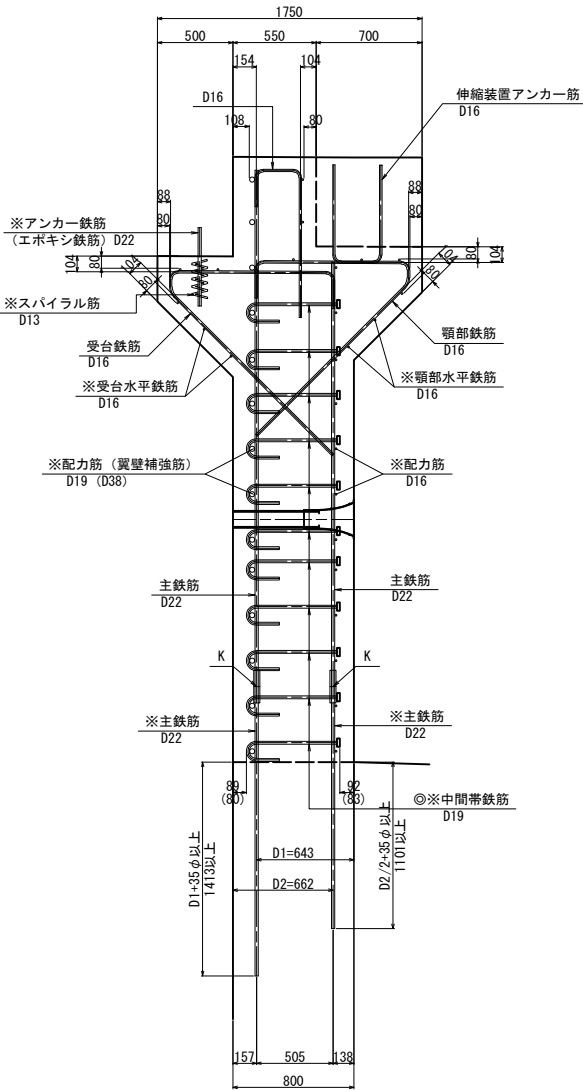 1750
500
550
700
154
104
D16
伸縮装置アンカー筋
D16
108
80
88
80
88
80
※アンカー鉄筋
(エポキシ鉄筋) D22
104
80
104
80
80
104
104
80
※スパイラル筋
D13
受台鉄筋
D16
顎部鉄筋
D16
※受台水平鉄筋
D16
※顎部水平鉄筋
D16
※配力筋 (翼壁補強筋)
D19 (D38)
※配力筋
D16
主鉄筋
D22
主鉄筋
D22
K
K
※主鉄筋
D22
※主鉄筋
D22
89
(80)
92
(83)
◎※中間帯鉄筋
D19
D1+35φ以上
1413以上
D2/2+35φ以上
1101以上
D1=643
D2=662
157
505
138
800